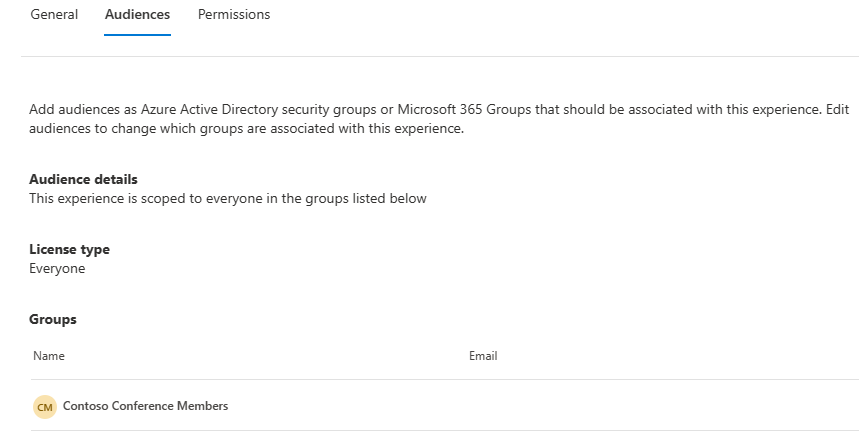 General Audiences Permissions
Add audiences as Azure Active Directory security groups or Microsoft 365 Groups that should be associated with this experience. Edit
audiences to change which groups are associated with this experience.
Audience details
This experience is scoped to everyone in the groups listed below
License type
Everyone
Groups
Name Email
CM Contoso Conference Members